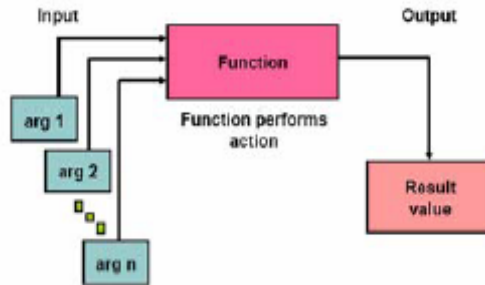 Input
Output
Function
Function performs
action
arg 1
arg 2
arg n
Result
value